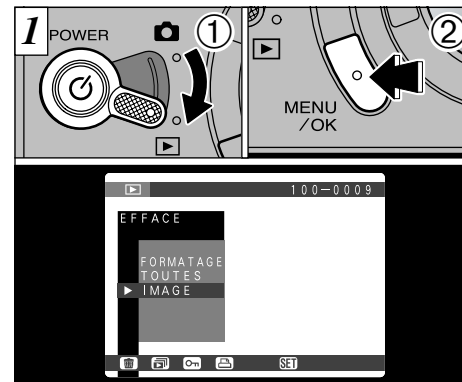 1
POWER
①
②
MENU
/OK
100-0009
EFFACE
FORMATAGE
TOUTES
IMAGE
SET